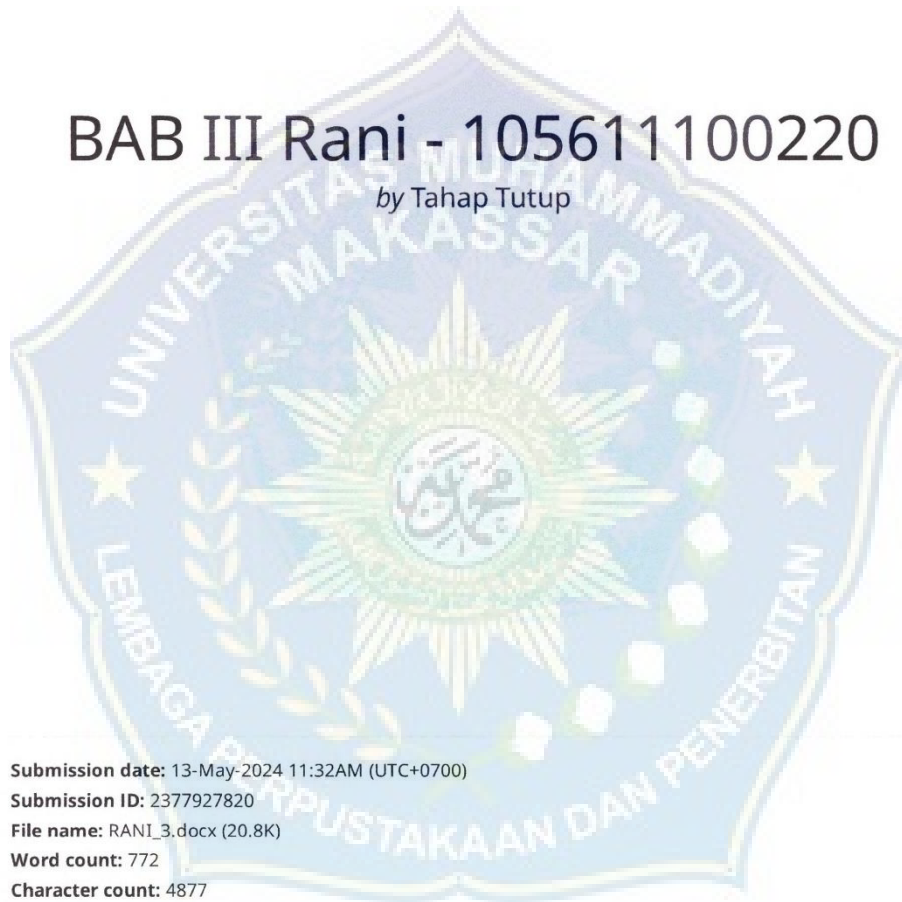 BAB III Rani - 105611100220
by Tahap Tutup
UNIVERSITAS MUHAMMADIYAH
MAKASSAR
LEMBAGA PERPUSTAKAAN DAN PENERBITAN
Submission date: 13-May-2024 11:32AM (UTC+0700)
Submission ID: 2377927820
File name: RANI_3.docx (20.8K)
Word count: 772
Character count: 4877